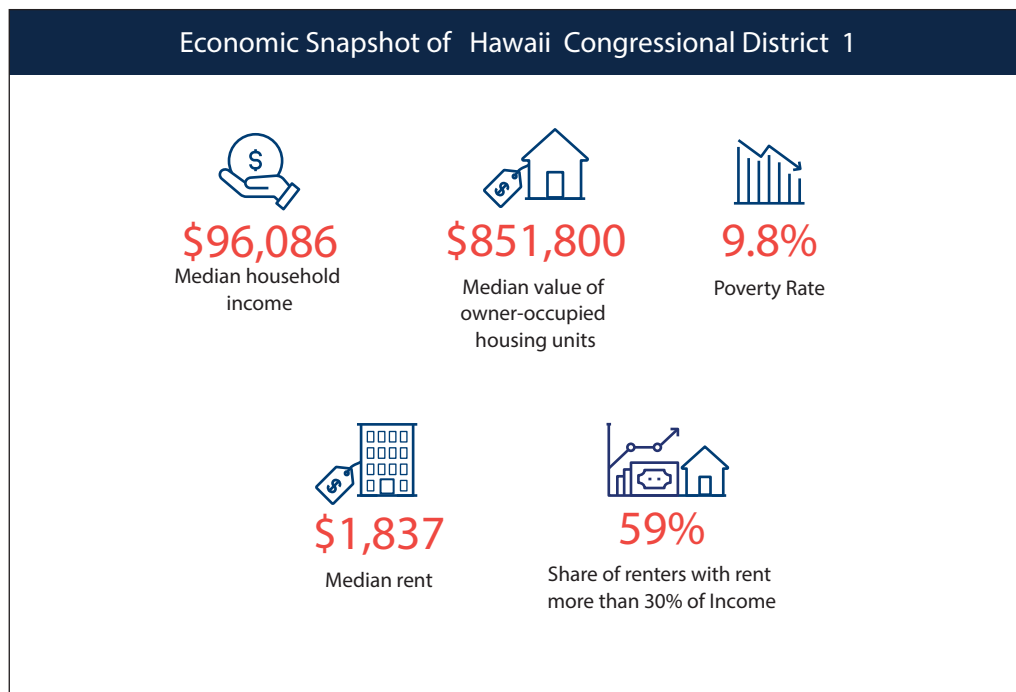 Economic Snapshot of Hawaii Congressional District 1
$
$96,086
Median household
income
$
$851,800
Median value of
owner-occupied
housing units
9.8%
Poverty Rate
$
$1,837
Median rent
59%
Share of renters with rent
more than 30% of Income